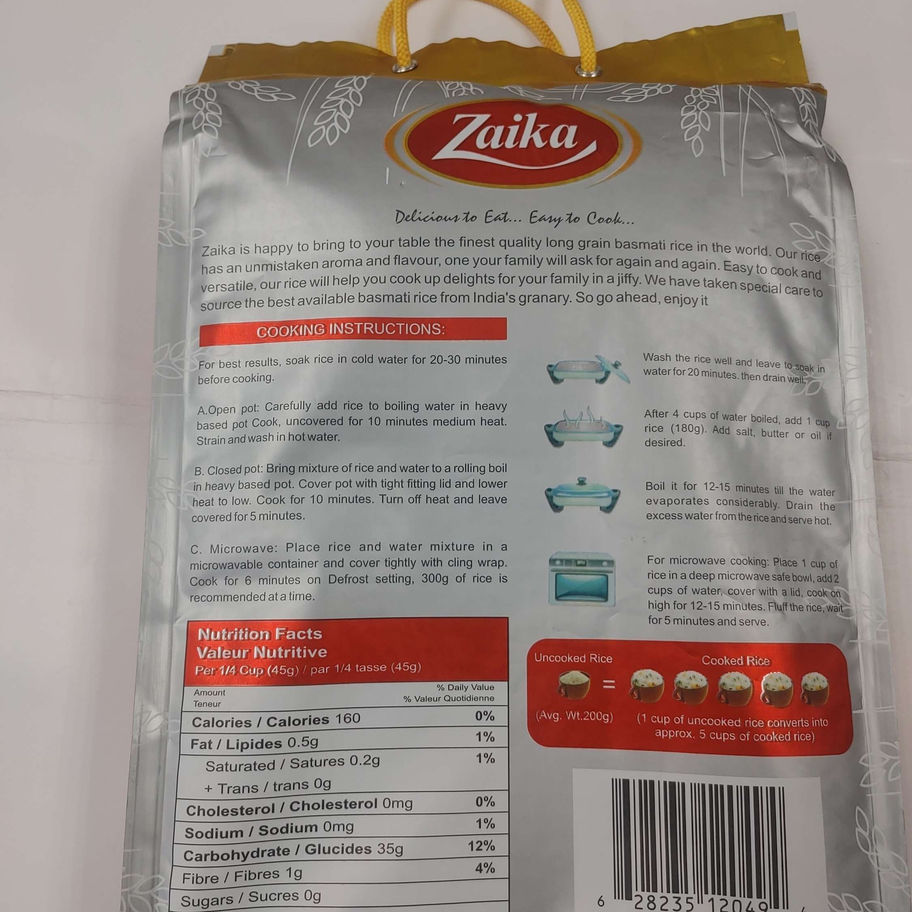 Zaika
Delicious to Eat... Easy to Cook...
Zaika is happy to bring to your table the finest quality long grain basmati rice in the world. Our rice
has an unmistaken aroma and flavour, one your family will ask for again and again. Easy to cook and
versatile, our rice will help you cook up delights for your family in a jiffy. We have taken special care to
source the best available basmati rice from India's granary. So go ahead, enjoy it
COOKING INSTRUCTIONS:
For best results, soak rice in cold water for 20-30 minutes
before cooking.
A.Open pot: Carefully add rice to boiling water in heavy
based pot Cook, uncovered for 10 minutes medium heat.
Strain and wash in hot water.
B. Closed pot: Bring mixture of rice and water to a rolling boil
in heavy based pot. Cover pot with tight fitting lid and lower
heat to low. Cook for 10 minutes. Turn off heat and leave
covered for 5 minutes.
C. Microwave: Place rice and water mixture in a
microwavable container and cover tightly with cling wrap.
Cook for 6 minutes on Defrost setting, 300g of rice is
recommended at a time.
Wash the rice well and leave to soak in
water for 20 minutes. then drain well.
After 4 cups of water boiled, add 1 cup
rice (180g). Add salt, butter or oil if
desired.
Boil it for 12-15 minutes till the water
evaporates considerably. Drain the
excess water from the rice and serve hot.
For microwave cooking: Place 1 cup of
rice in a deep microwave safe bowl, add 2
cups of water, cover with a lid, cook on
high for 12-15 minutes. Fluff the rice, wait
for 5 minutes and serve.
Nutrition Facts
Valeur Nutritive
Per 1/4 Cup (45g) / par 1/4 tasse (45g)
Amount % Daily Value
Teneur % Valeur Quotidienne
Calories / Calories 160 0%
Fat / Lipides 0.5g 1%
Saturated / Satures 0.2g 1%
+ Trans / trans 0g
Cholesterol / Cholesterol 0mg 0%
Sodium / Sodium 0mg 1%
Carbohydrate / Glucides 35g 12%
Fibre / Fibres 1g 4%
Sugars / Sucres 0g
Uncooked Rice Cooked Rice
=
(Avg. Wt.200g) (1 cup of uncooked rice converts into
approx. 5 cups of cooked rice)
6 28235 12049